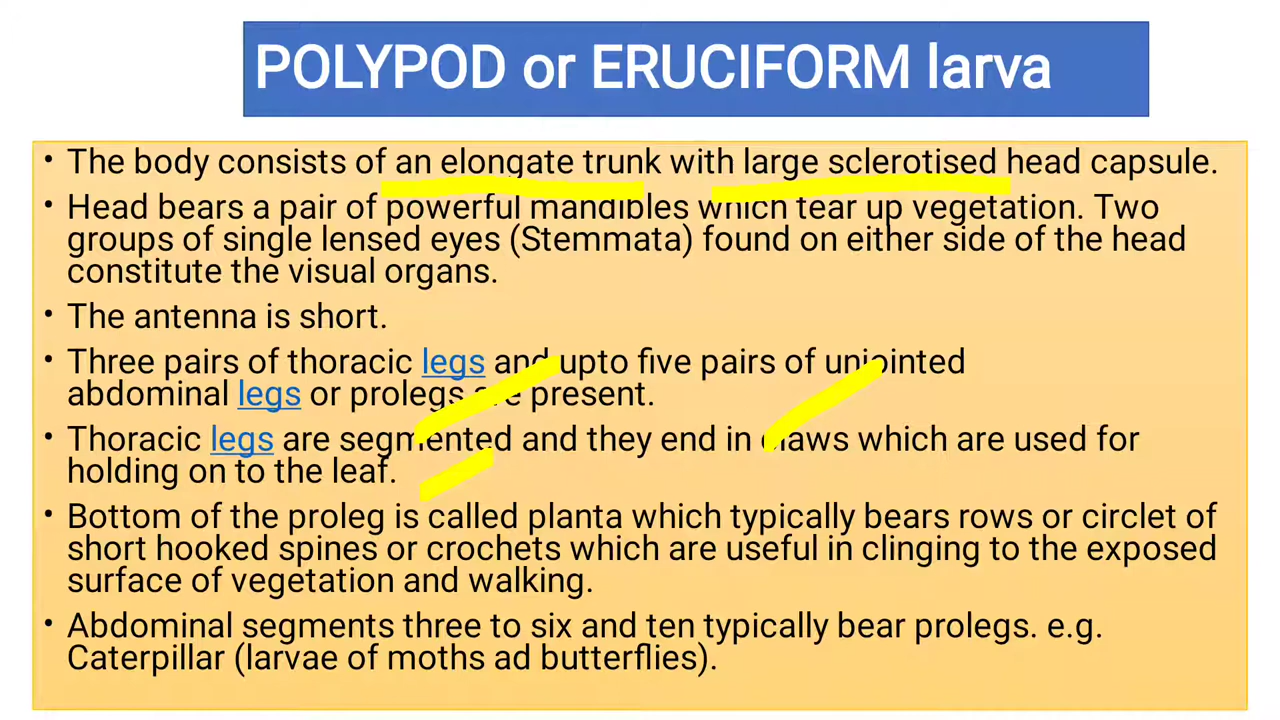 POLYPOD or ERUCIFORM larva
• The body consists of an elongate trunk with large sclerotised head capsule.
• Head bears a pair of powerful mandibles which tear up vegetation. Two
groups of single lensed eyes (Stemmata) found on either side of the head
constitute the visual organs.
• The antenna is short.
• Three pairs of thoracic legs and upto five pairs of unjointed
abdominal legs or prolegs are present.
• Thoracic legs are segmented and they end in claws which are used for
holding on to the leaf.
• Bottom of the proleg is called planta which typically bears rows or circlet of
short hooked spines or crochets which are useful in clinging to the exposed
surface of vegetation and walking.
• Abdominal segments three to six and ten typically bear prolegs. e.g.
Caterpillar (larvae of moths ad butterflies).